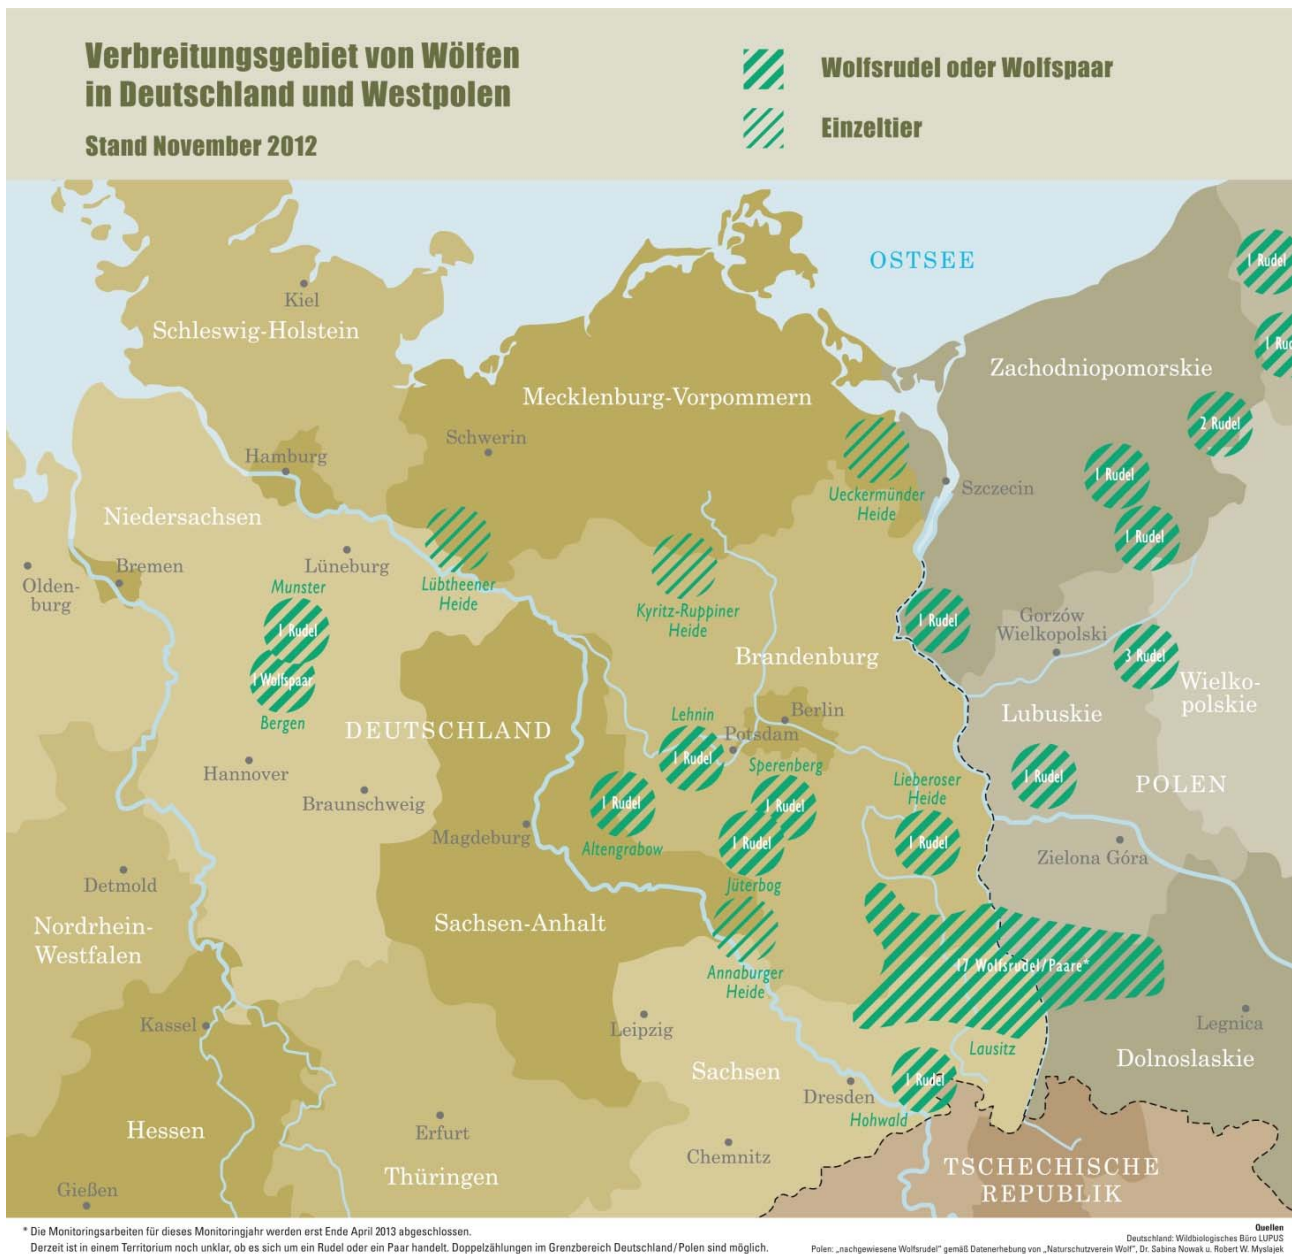 Verbreitungsgebiet von Wölfen
in Deutschland und Westpolen
Stand November 2012
Wolfsrudel oder Wolfspaar
Einzeltier
OSTSEE
1 Rudel
Kiel
Schleswig-Holstein
1 Rud
Zachodniopomorskie
Mecklenburg-Vorpommern
2 Rudel
Schwerin
Hamburg
1 Rudel
Szczecin
Ueckermünder
Heide
Niedersachsen
1 Rudel
Lüneburg
Bremen
Olden-
burg
Munster
Lübtheener
Heide
Kyritz-Ruppiner
Heide
1 Rudel
1 Rudel
Gorzów
Wielkopolski
Brandenburg
3 Rudel
1 Wolfspaar
Wielko-
polskie
Bergen
Lehnin
Berlin
Lubuskie
DEUTSCHLAND
Potsdam
1 Rudel
Sperenberg
Hannover
Lieberoser
Heide
1 Rudel
POLEN
Braunschweig
1 Rudel
1 Rudel
Magdeburg
Altengrabow
1 Rudel
1 Rudel
Zielona Góra
Detmold
Jüterbog
Nordrhein-
Westfalen
Sachsen-Anhalt
17 Wolfsrudel/Paare*
Annaburger
Heide
Kassel
Leipzig
Legnica
Lausitz
Dolnoslaskie
Sachsen
1 Rudel
Dresden
Hohwald
Hessen
Erfurt
Chemnitz
Thüringen
TSCHECHISCHE
REPUBLIK
Gießen
* Die Monitoringsarbeiten für dieses Monitoringjahr werden erst Ende April 2013 abgeschlossen.
Derzeit ist in einem Territorium noch unklar, ob es sich um ein Rudel oder ein Paar handelt. Doppelzählungen im Grenzbereich Deutschland/Polen sind möglich.
Quellen
Deutschland: Wildbiologisches Büro LUPUS
Polen: „nachgewiesene Wolfsrudel" gemäß Datenerhebung von „Naturschutzverein Wolf", Dr. Sabina Nowak u. Robert W. Mysłajek